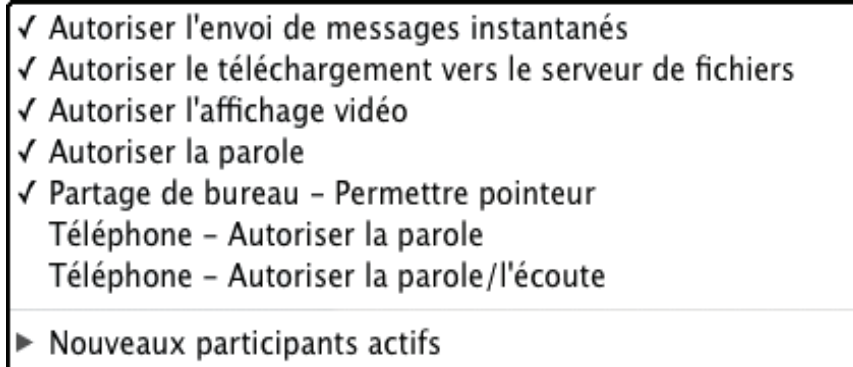 ✓ Autoriser l'envoi de messages instantanés
✓ Autoriser le téléchargement vers le serveur de fichiers
✓ Autoriser l'affichage vidéo
✓ Autoriser la parole
✓ Partage de bureau – Permettre pointeur
Téléphone – Autoriser la parole
Téléphone – Autoriser la parole/l'écoute
▶ Nouveaux participants actifs